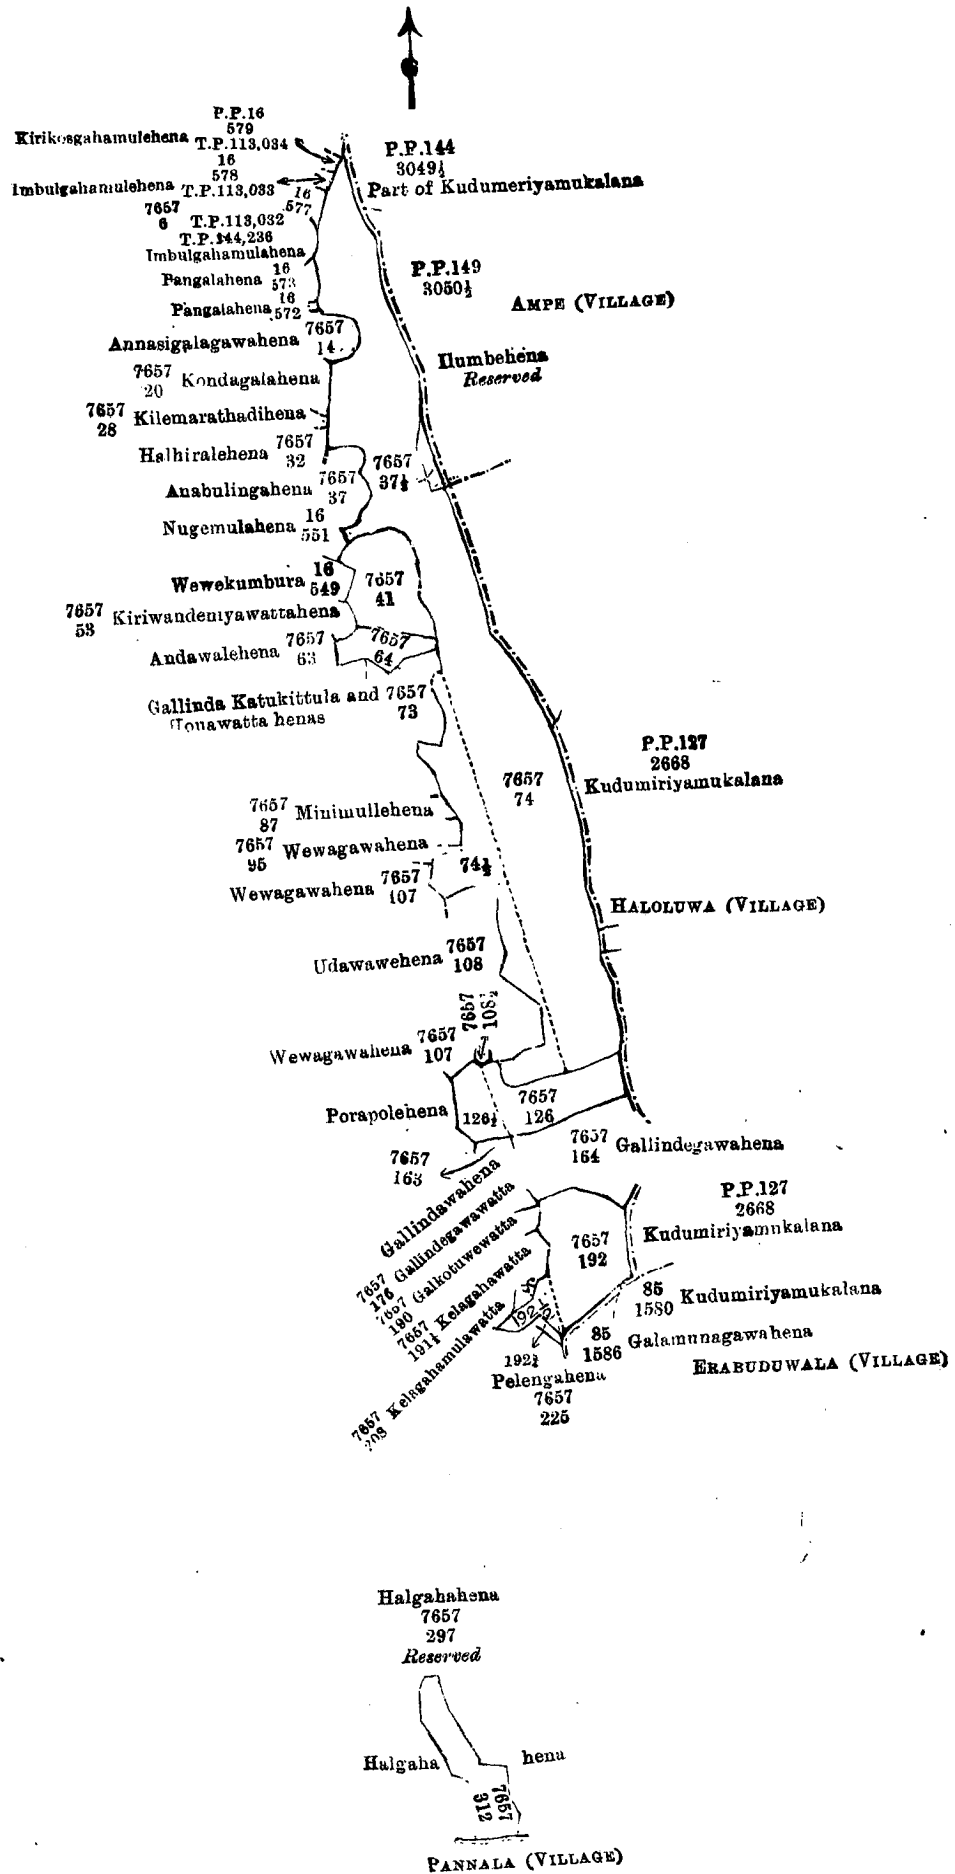 P.P.16
579
Kirikosgahamulehena T.P.113,034
16
578
Imbulgahamulehena T.P.113,033
16
577
7657
6
T.P.113,032
T.P.144,236
Imbulgahamulahena
Pangalahena 16
573
Pangalahena 16
572
P.P.144
3049½
Part of Kudumeriyamukalana
P.P.149
3050½
AMPE (VILLAGE)
Annasigalagawahena 7657
14
Ilumbehena
Reserved
7657
20
Kondagalahena
7657
28
Kilemarathadihena
Halhiralehena 7657
32
7657
37½
Anabulingahena 7657
37
Nugemulahena 16
551
Wewekumbura 16
549
7657
41
7657
53
Kiriwandeniyawattahena
Andawalehena 7657
63
7657
64
Gallinda Katukittula and 7657
73
henas
P.P.127
2668
Kudumiriyamukalana
7657
74
7657
87
Minimullehena
7657
95
Wewagawahena
74½
Wewagawahena 7657
107
HALOLUWA (VILLAGE)
Udawawehena 7657
108
7657
108½
Wewagawahena 7657
107
Porapolehena
126½
7657
126
7657
163
7657
164
Gallindegawahena
Gallindawahena
7657
176
Gallindegawawatta
7657
190
Galkotuwewatta
7657
191½
Kelagahawatta
7657
208
Kelagahamulawatta
7657
192
P.P.127
2668
Kudumiriyamukalana
85
1580
Kudumiriyamukalana
192½
85
1586
Galamunagawahena
192¾
Pelengahena
7657
225
ERABUDUWALA (VILLAGE)
Halgahahena
7657
297
Reserved
Halgaha hena
7657
312
PANNALA (VILLAGE)